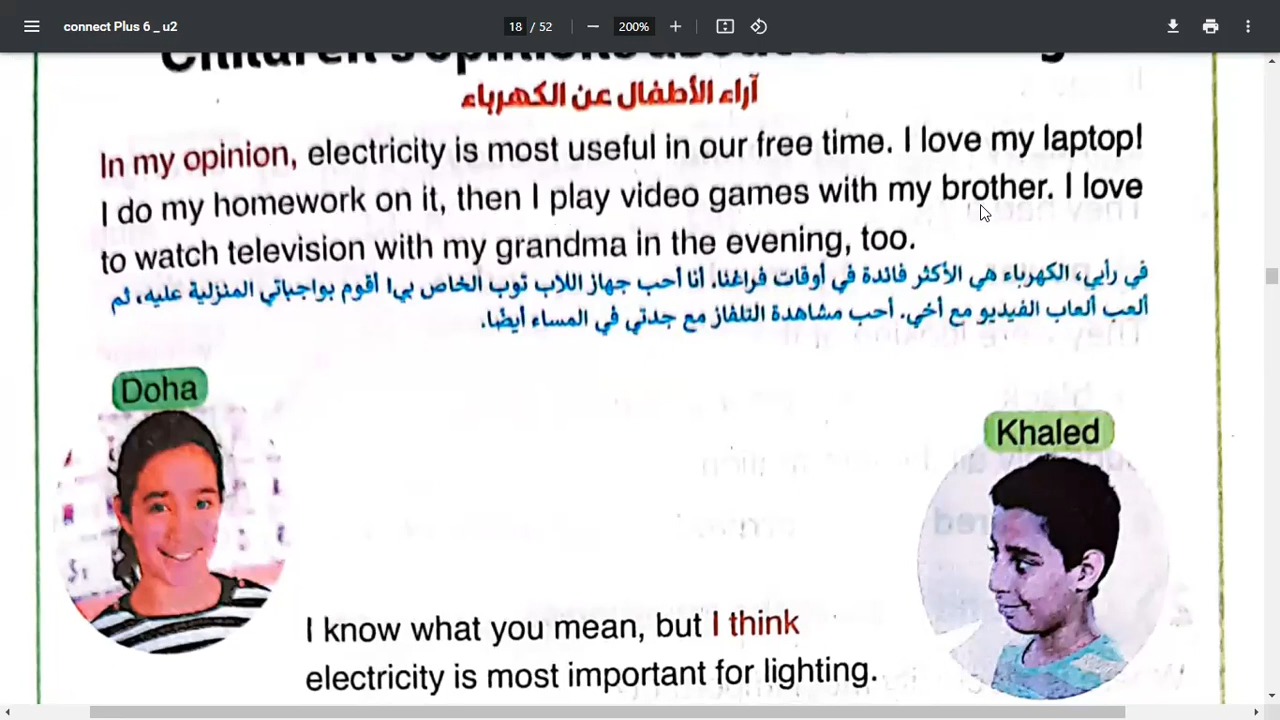 connect Plus 6 _ u2
18 / 52
200%
Children's opinions
آراء الأطفال عن الكهرباء
In my opinion, electricity is most useful in our free time. I love my laptop!
I do my homework on it, then I play video games with my brother. I love
to watch television with my grandma in the evening, too.
في رأيي، الكهرباء هي الأكثر فائدة في أوقات فراغنا. أنا أحب جهاز اللاب توب الخاص بي! أقوم بواجباتي المنزلية عليه، ثم
ألعب ألعاب الفيديو مع أخي. أحب مشاهدة التلفاز مع جدتي في المساء أيضًا.
Doha
Khaled
I know what you mean, but I think
electricity is most important for lighting.